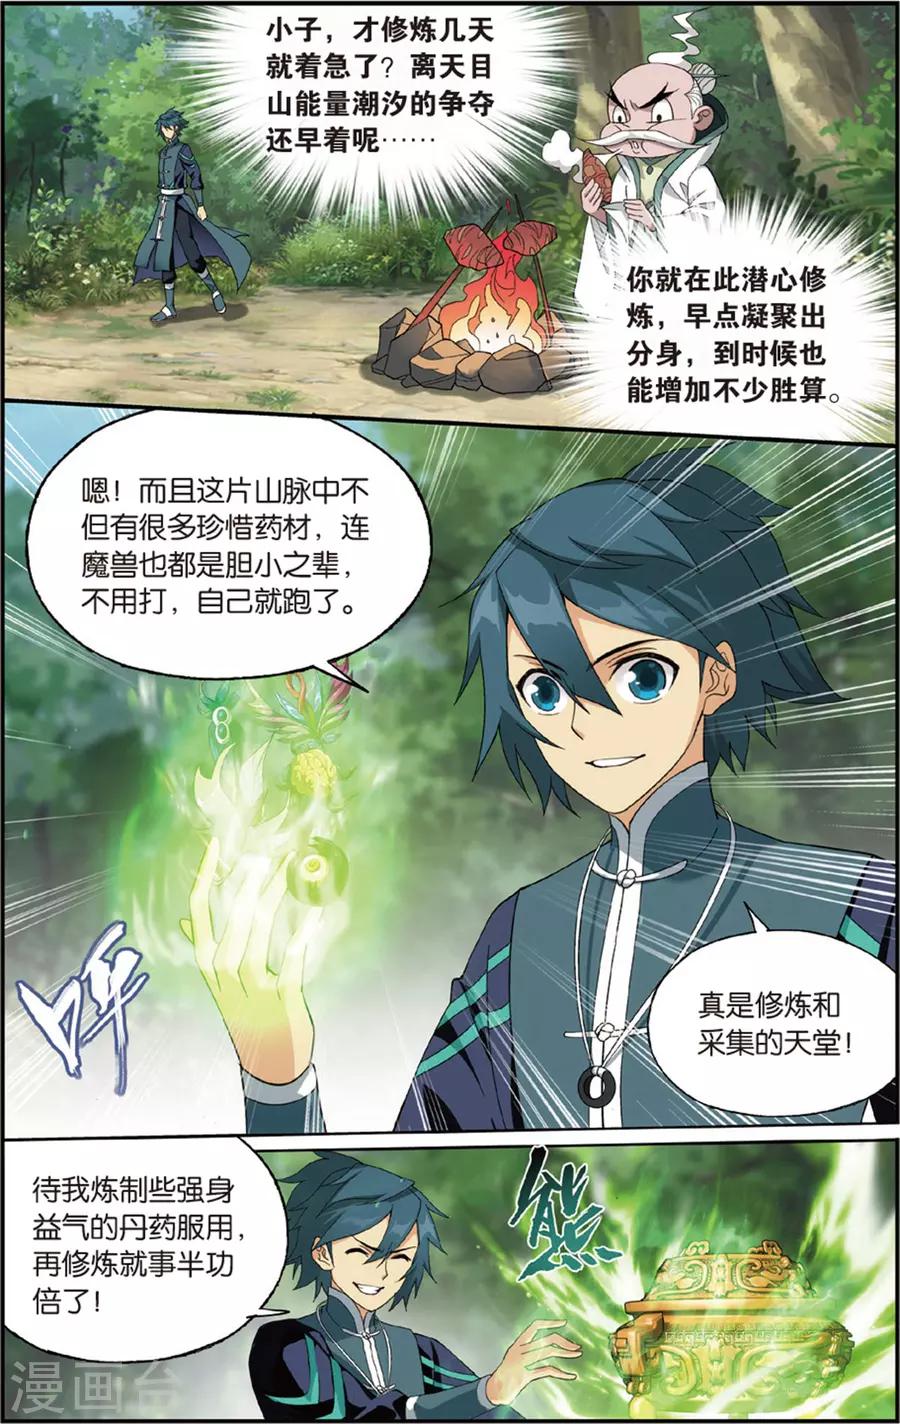 小子，才修炼几天
就着急了？离天目
山能量潮汐的争夺
还早着呢……
你就在此潜心修
炼，早点凝聚出
分身，到时候也
能增加不少胜算。
嗯！而且这片山脉中不
但有很多珍惜药材，连
魔兽也都是胆小之辈，
不用打，自己就跑了。
真是修炼和
采集的天堂！
待我炼制些强身
益气的丹药服用，
再修炼就事半功
倍了！
漫画台